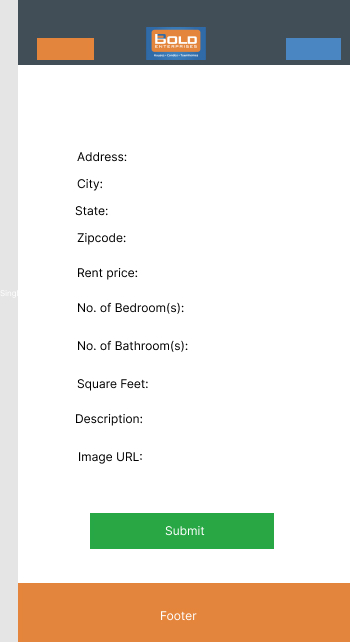 bOLD
ENTERPRISES
Address:
City:
State:
Zipcode:
Rent price:
No. of Bedroom(s):
No. of Bathroom(s):
Square Feet:
Description:
Image URL:
Submit
Footer